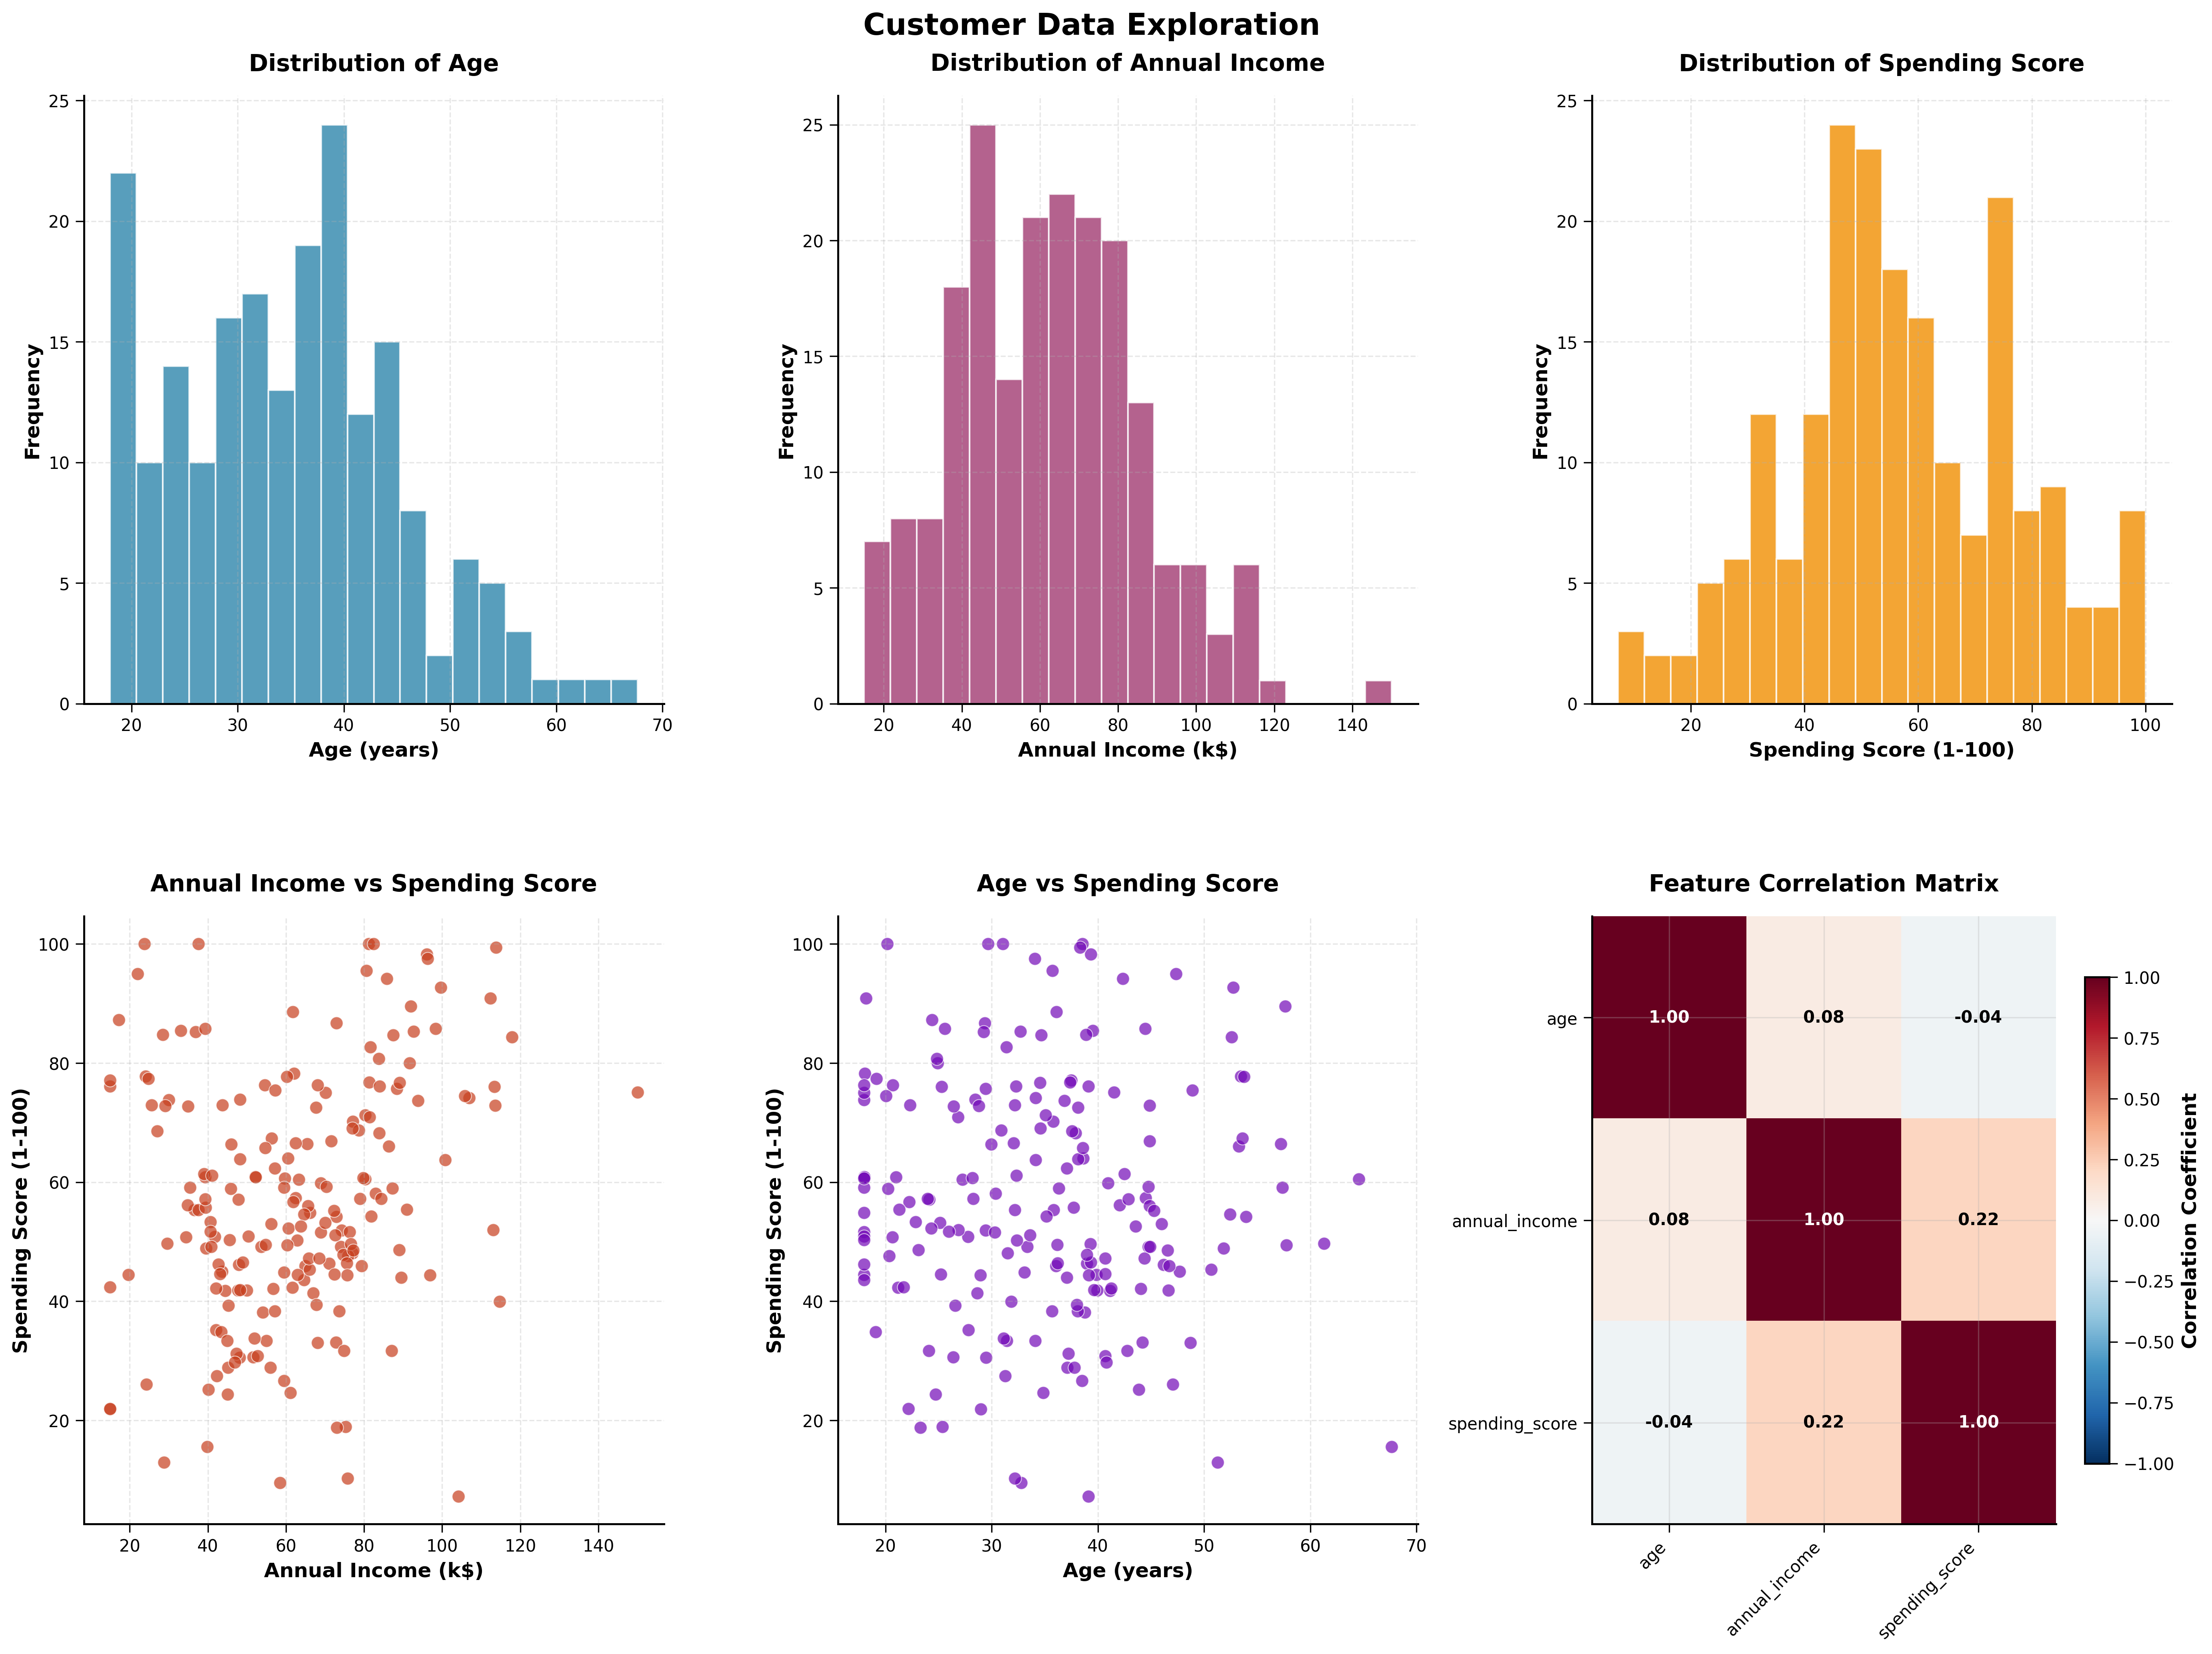 Customer Data Exploration
Distribution of Age
25
20
15
10
5
0
Frequency
20 30 40 50 60 70
Age (years)
Distribution of Annual Income
25
20
15
10
5
0
Frequency
20 40 60 80 100 120 140
Annual Income (k$)
Distribution of Spending Score
25
20
15
10
5
0
Frequency
20 40 60 80 100
Spending Score (1-100)
Annual Income vs Spending Score
100
80
60
40
20
Spending Score (1-100)
20 40 60 80 100 120 140
Annual Income (k$)
Age vs Spending Score
100
80
60
40
20
Spending Score (1-100)
20 30 40 50 60 70
Age (years)
Feature Correlation Matrix
age 1.00 0.08 -0.04
annual_income 0.08 1.00 0.22
spending_score -0.04 0.22 1.00
age annual_income spending_score
1.00
0.75
0.50
0.25
0.00
−0.25
−0.50
−0.75
−1.00
Correlation Coefficient